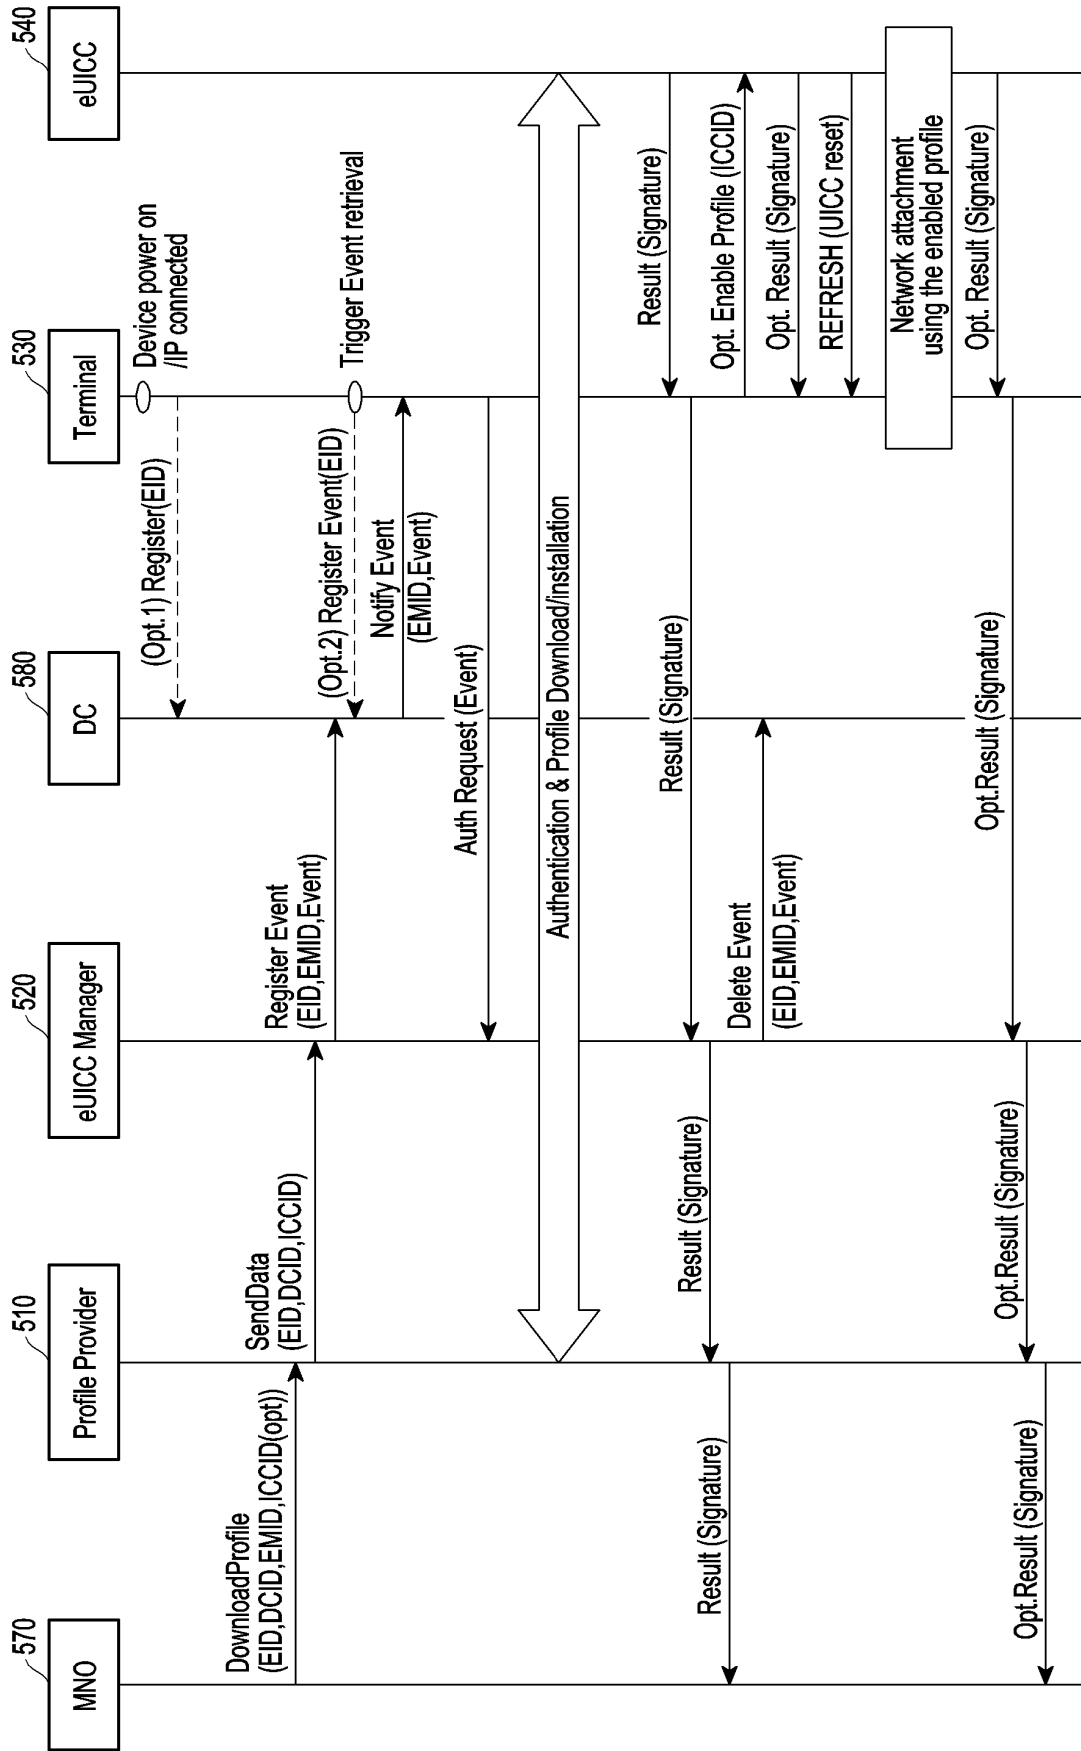 570
MNO
510
Profile Provider
520
eUICC Manager
580
DC
530
Terminal
540
eUICC
Device power on
/IP connected
(Opt.1) Register(EID)
DownloadProfile
(EID,DCID,EMID,ICCID(opt))
SendData
(EID,DCID,ICCID)
Register Event
(EID,EMID,Event)
Trigger Event retrieval
(Opt.2) Register Event(EID)
Notify Event
(EMID,Event)
Auth Request (Event)
Authentication & Profile Download/installation
Result (Signature)
Result (Signature)
Result (Signature)
Result (Signature)
Opt. Enable Profile (ICCID)
Delete Event
(EID,EMID,Event)
Opt. Result (Signature)
REFRESH (UICC reset)
Network attachment
using the enabled profile
Opt. Result (Signature)
Opt.Result (Signature)
Opt.Result (Signature)
Opt.Result (Signature)